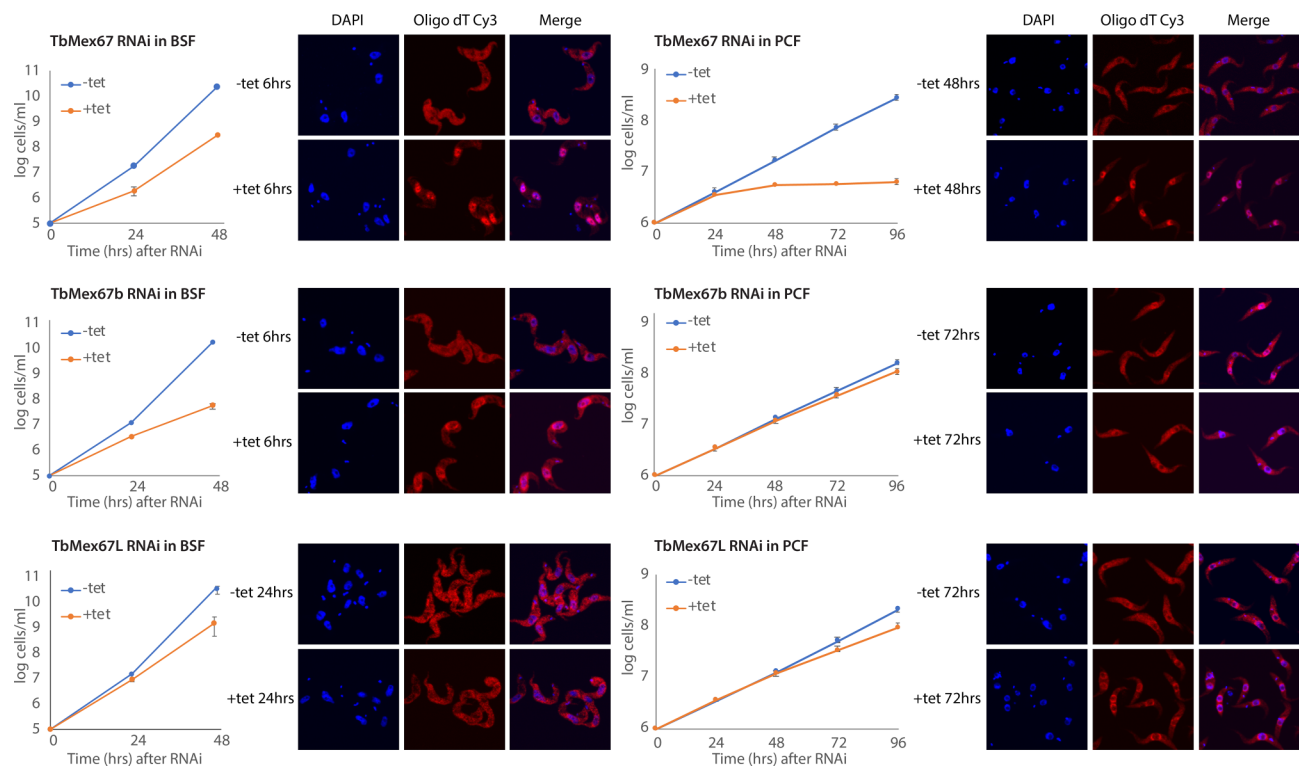 DAPI Oligo dT Cy3 Merge
DAPI Oligo dT Cy3 Merge
TbMex67 RNAi in BSF
log cells/ml
11
10
9
8
7
6
5
-tet
+tet
0 24 48
Time (hrs) after RNAi
-tet 6hrs
+tet 6hrs
TbMex67 RNAi in PCF
log cells/ml
9
8
7
6
-tet
+tet
0 24 48 72 96
Time (hrs) after RNAi
-tet 48hrs
+tet 48hrs
TbMex67b RNAi in BSF
log cells/ml
11
10
9
8
7
6
5
-tet
+tet
0 24 48
Time (hrs) after RNAi
-tet 6hrs
+tet 6hrs
TbMex67b RNAi in PCF
log cells/ml
9
8
7
6
-tet
+tet
0 24 48 72 96
Time (hrs) after RNAi
-tet 72hrs
+tet 72hrs
TbMex67L RNAi in BSF
log cells/ml
11
10
9
8
7
6
5
-tet
+tet
0 24 48
Time (hrs) after RNAi
-tet 24hrs
+tet 24hrs
TbMex67L RNAi in PCF
log cells/ml
9
8
7
6
-tet
+tet
0 24 48 72 96
Time (hrs) after RNAi
-tet 72hrs
+tet 72hrs